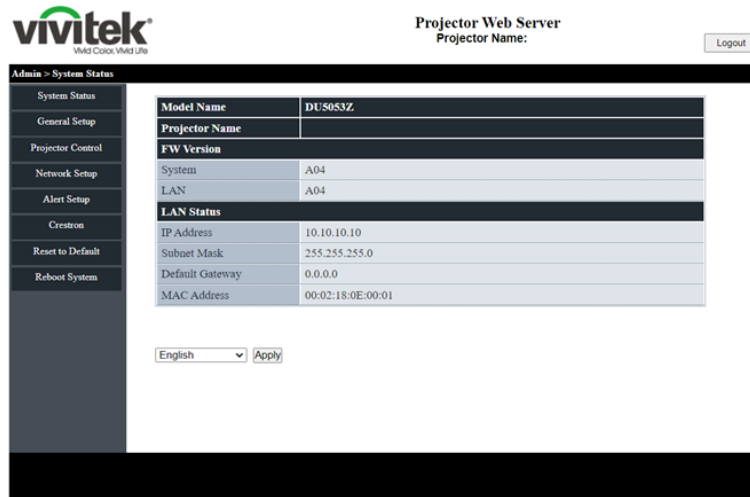 vivitek
Vivid Color, Vivid Life
Projector Web Server
Projector Name:
Logout
Admin > System Status
System Status
General Setup
Projector Control
Network Setup
Alert Setup
Crestron
Reset to Default
Reboot System
Model Name DU5053Z
Projector Name
FW Version
System A04
LAN A04
LAN Status
IP Address 10.10.10.10
Subnet Mask 255.255.255.0
Default Gateway 0.0.0.0
MAC Address 00:02:18:0E:00:01
English Apply